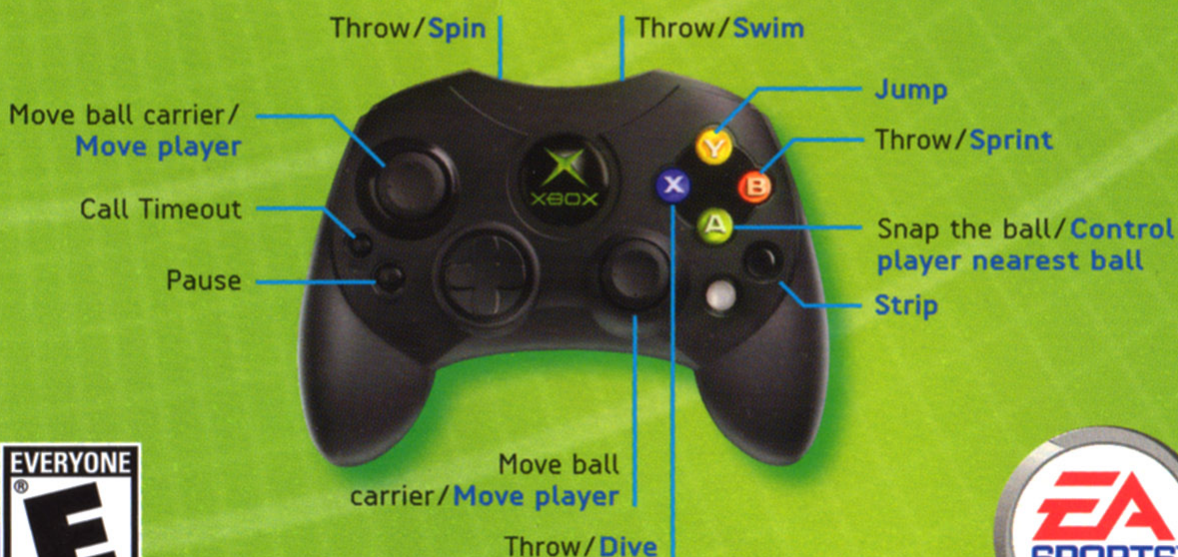 Throw/Spin
Throw/Swim
Move ball carrier/
Move player
Jump
Throw/Sprint
Call Timeout
Snap the ball/Control
player nearest ball
Pause
Strip
XBOX
Y
X
B
A
Move ball
carrier/Move player
Throw/Dive
EVERYONE
®
E
EA
SPORTS